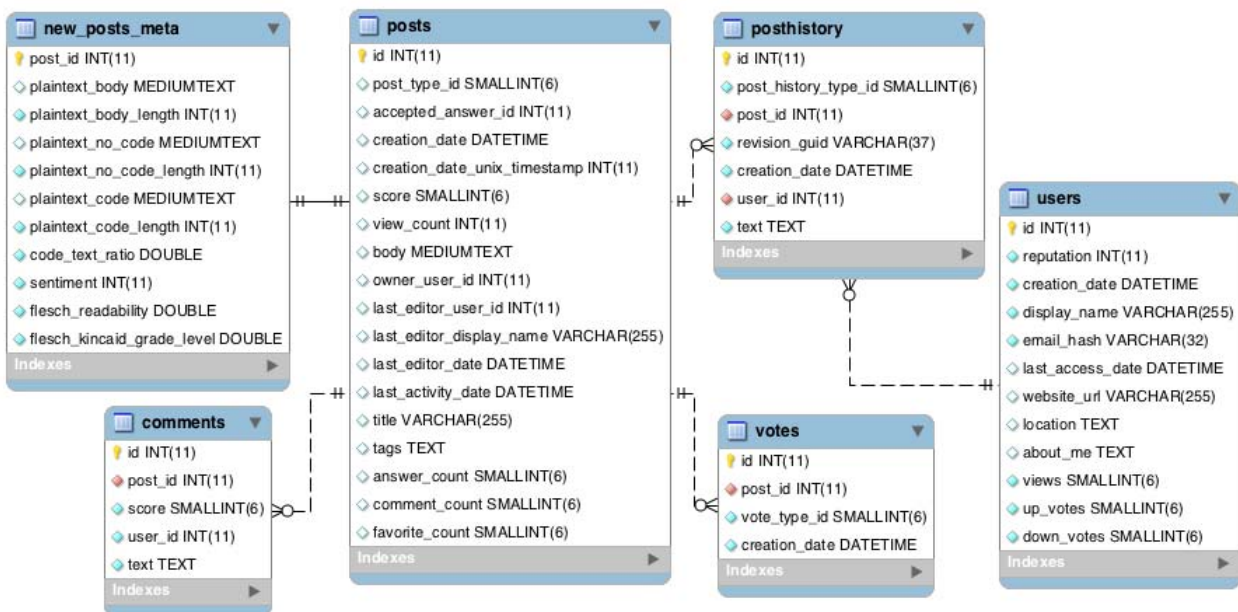 new_posts_meta
post_id INT(11)
plaintext_body MEDIUMTEXT
plaintext_body_length INT(11)
plaintext_no_code MEDIUMTEXT
plaintext_no_code_length INT(11)
plaintext_code MEDIUMTEXT
plaintext_code_length INT(11)
code_text_ratio DOUBLE
sentiment INT(11)
flesch_readability DOUBLE
flesch_kincaid_grade_level DOUBLE
Indexes
comments
id INT(11)
post_id INT(11)
score SMALLINT(6)
user_id INT(11)
text TEXT
Indexes
posts
id INT(11)
post_type_id SMALLINT(6)
accepted_answer_id INT(11)
creation_date DATETIME
creation_date_unix_timestamp INT(11)
score SMALLINT(6)
view_count INT(11)
body MEDIUMTEXT
owner_user_id INT(11)
last_editor_user_id INT(11)
last_editor_display_name VARCHAR(255)
last_editor_date DATETIME
last_activity_date DATETIME
title VARCHAR(255)
tags TEXT
answer_count SMALLINT(6)
comment_count SMALLINT(6)
favorite_count SMALLINT(6)
Indexes
posthistory
id INT(11)
post_history_type_id SMALLINT(6)
post_id INT(11)
revision_guid VARCHAR(37)
creation_date DATETIME
user_id INT(11)
text TEXT
Indexes
votes
id INT(11)
post_id INT(11)
vote_type_id SMALLINT(6)
creation_date DATETIME
Indexes
users
id INT(11)
reputation INT(11)
creation_date DATETIME
display_name VARCHAR(255)
email_hash VARCHAR(32)
last_access_date DATETIME
website_url VARCHAR(255)
location TEXT
about_me TEXT
views SMALLINT(6)
up_votes SMALLINT(6)
down_votes SMALLINT(6)
Indexes